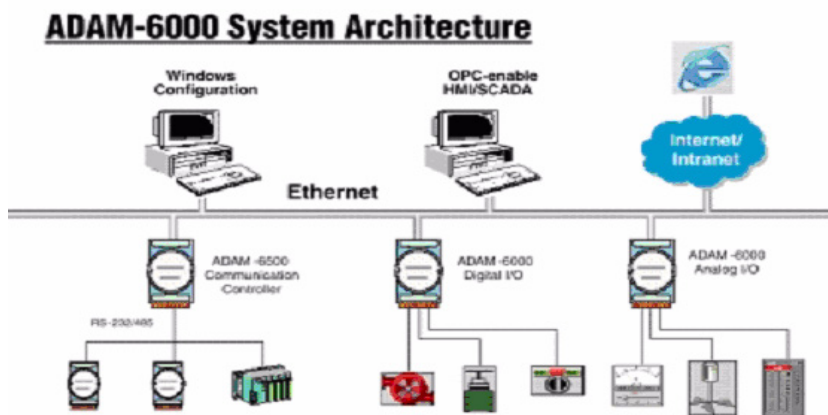 ADAM-6000 System Architecture
Windows
Configuration
OPC-enable
HMI/SCADA
Internet/
Intranet
Ethernet
ADAM -6500
Communication
Controller
ADAM -6000
Digital I/O
ADAM -6000
Analog I/O
RS-232/485